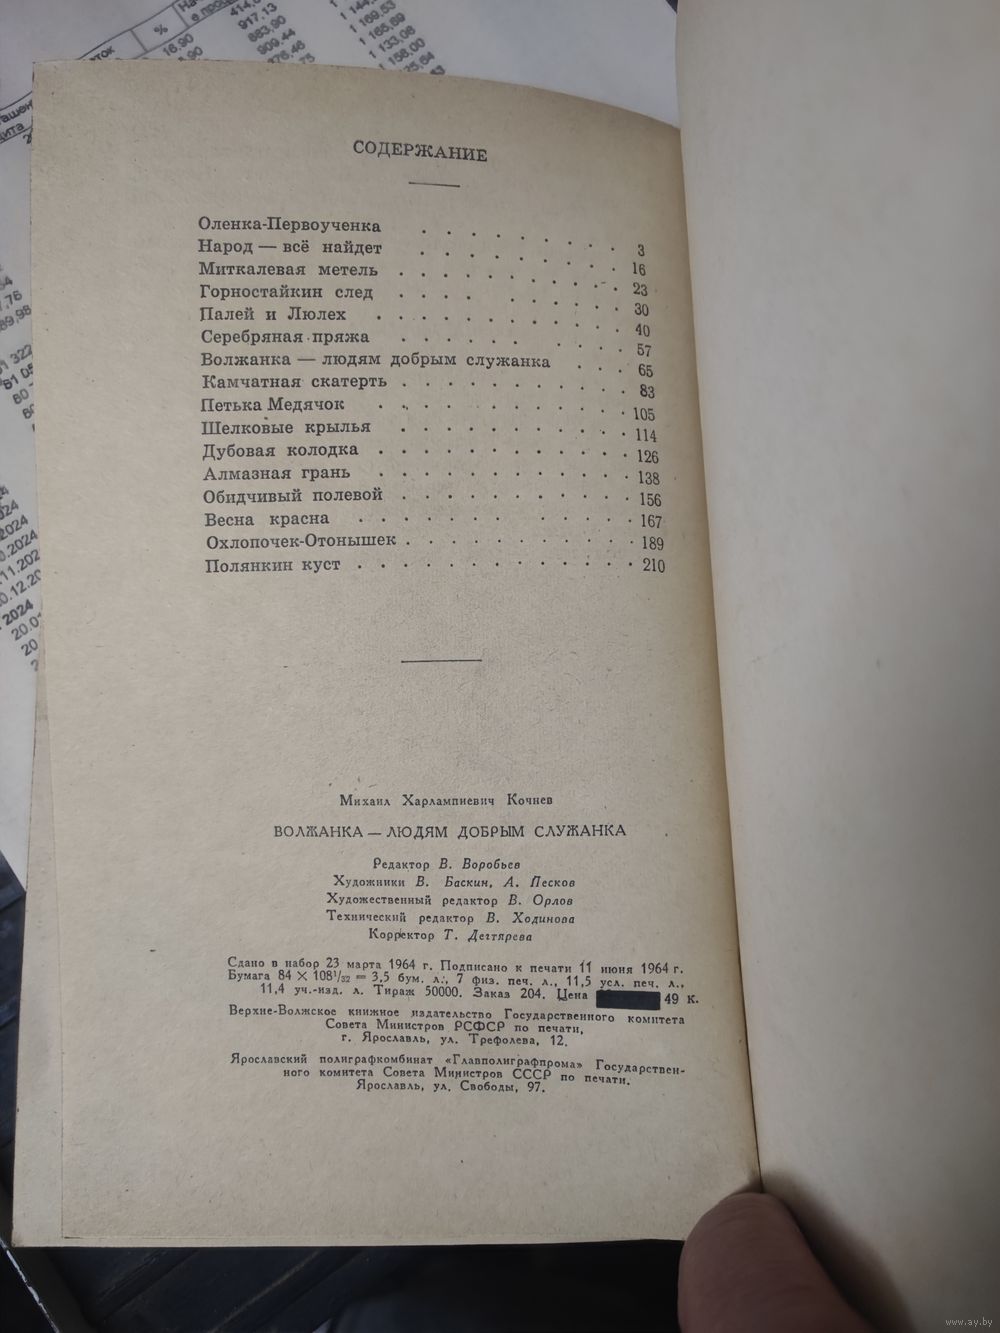 СОДЕРЖАНИЕ
Оленка-Первоученка . . . . . . . . . 3
Народ — всё найдет . . . . . . . . . 16
Миткалевая метель . . . . . . . . . . 23
Горностайкин след . . . . . . . . . . 30
Палей и Люлех . . . . . . . . . . . 40
Серебряная пряжа . . . . . . . . . . 57
Волжанка — людям добрым служанка . . . 65
Камчатная скатерть . . . . . . . . . . 83
Петька Медячок . . . . . . . . . . . 105
Шелковые крылья . . . . . . . . . . 114
Дубовая колодка . . . . . . . . . . . 126
Алмазная грань . . . . . . . . . . . 138
Обидчивый полевой . . . . . . . . . . 156
Весна красна . . . . . . . . . . . . 167
Охлопочек-Отонышек . . . . . . . . . . 189
Полянкин куст . . . . . . . . . . . . 210
Михаил Харлампиевич Кочнев
ВОЛЖАНКА — ЛЮДЯМ ДОБРЫМ СЛУЖАНКА
Редактор В. Воробьев
Художники В. Баскин, А. Песков
Художественный редактор В. Орлов
Технический редактор В. Ходинова
Корректор Т. Дегтярева
Сдано в набор 23 марта 1964 г. Подписано к печати 11 июня 1964 г.
Бумага 84 × 108¹/₃₂ = 3,5 бум. л., 7 физ. печ. л., 11,5 усл. печ. л.,
11,4 уч.-изд. л. Тираж 50000. Заказ 204. Цена 49 к.
Верхне-Волжское книжное издательство Государственного комитета
Совета Министров РСФСР по печати,
г. Ярославль, ул. Трефолева, 12.
Ярославский полиграфкомбинат «Главполиграфпрома» Государствен-
ного комитета Совета Министров СССР по печати.
Ярославль, ул. Свободы, 97.
www.ay.by